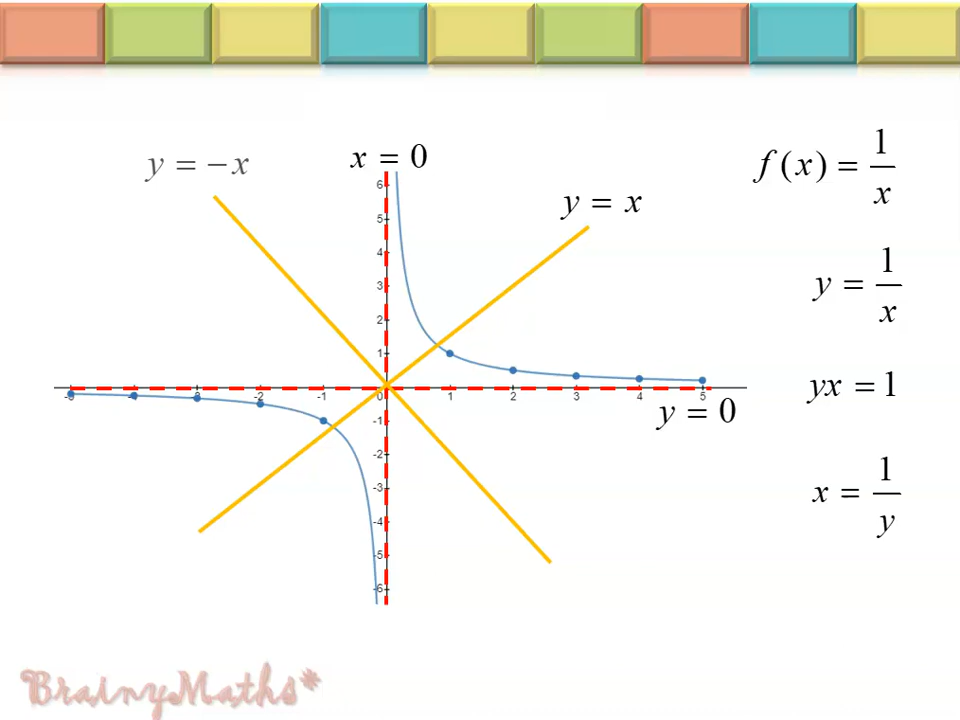 y = −x
x = 0
y = x
f(x) = 1/x
y = 1/x
yx = 1
x = 1/y
y = 0
6
5
4
3
2
1
0
-5 -4 -3 -2 -1 1 2 3 4 5
-1
-2
-3
-4
-5
-6
BrainyMaths*